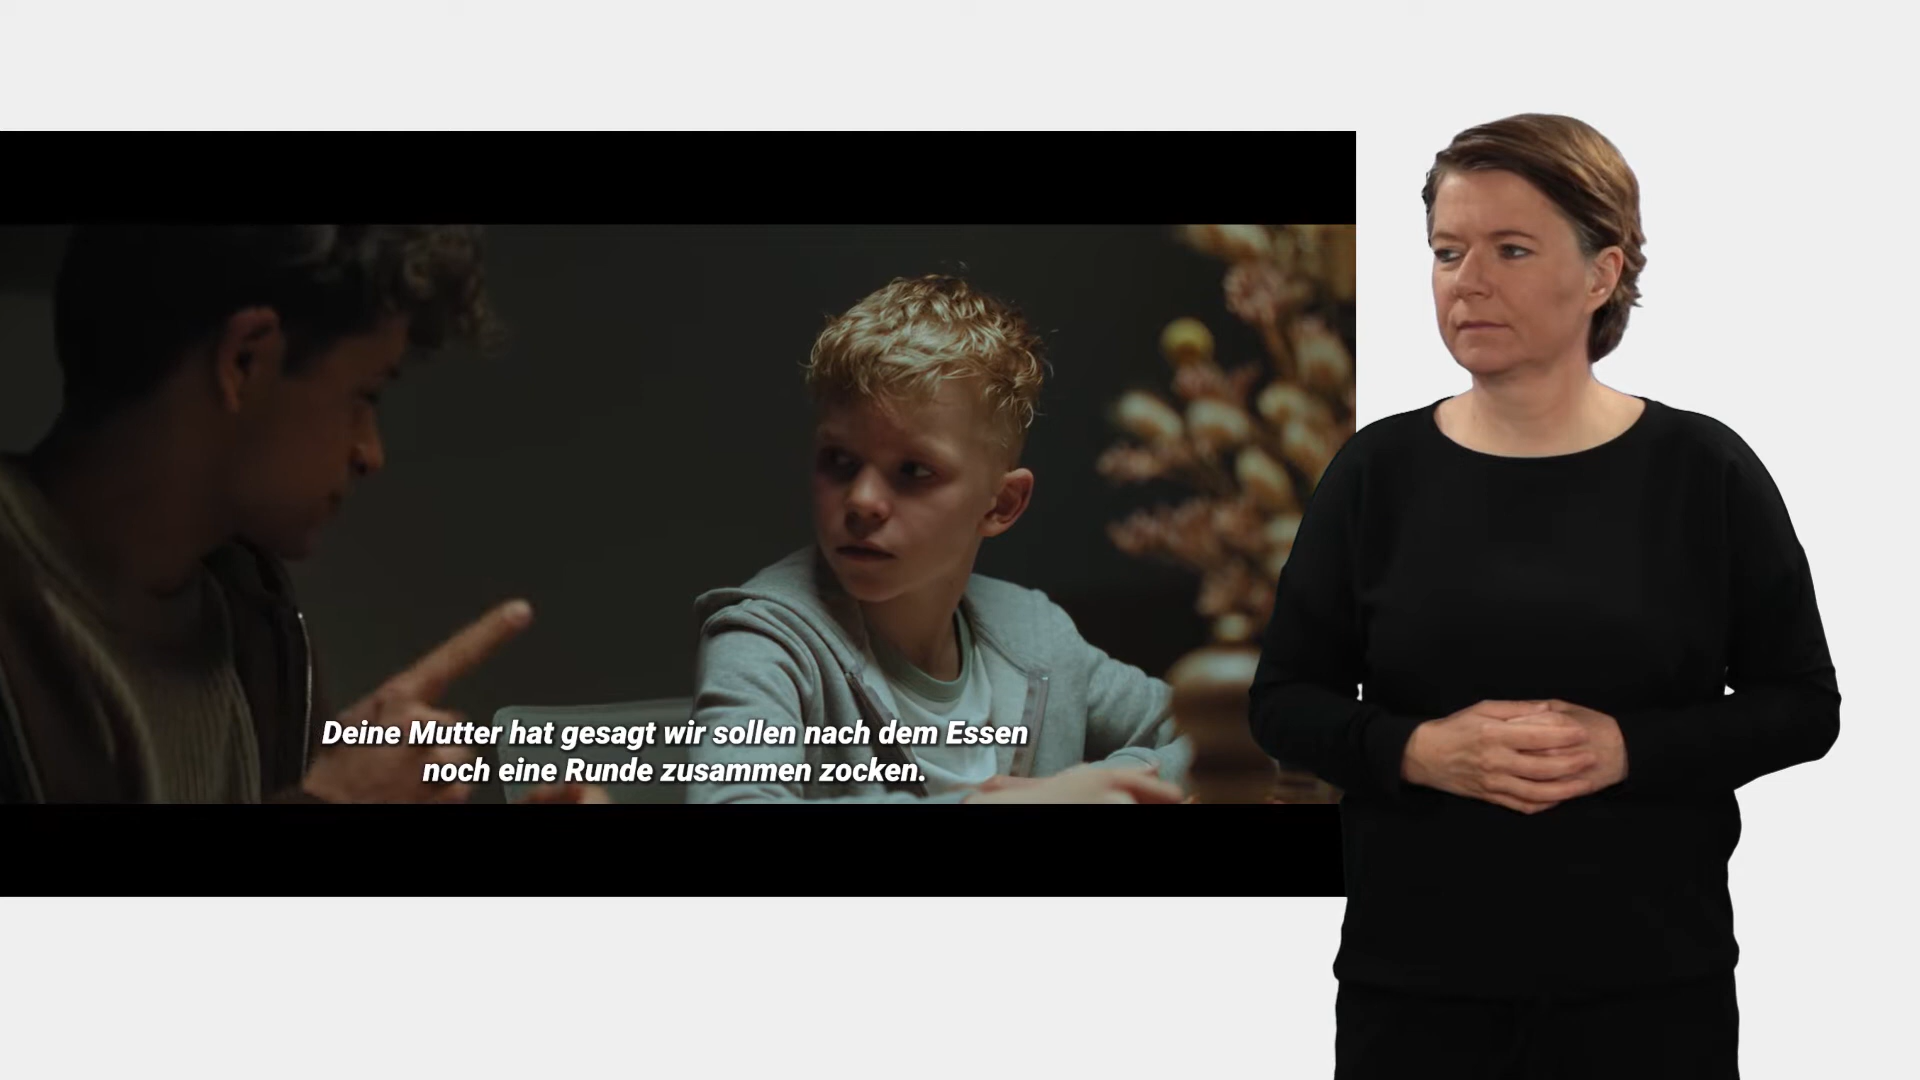 Deine Mutter hat gesagt wir sollen nach dem Essen
noch eine Runde zusammen zocken.